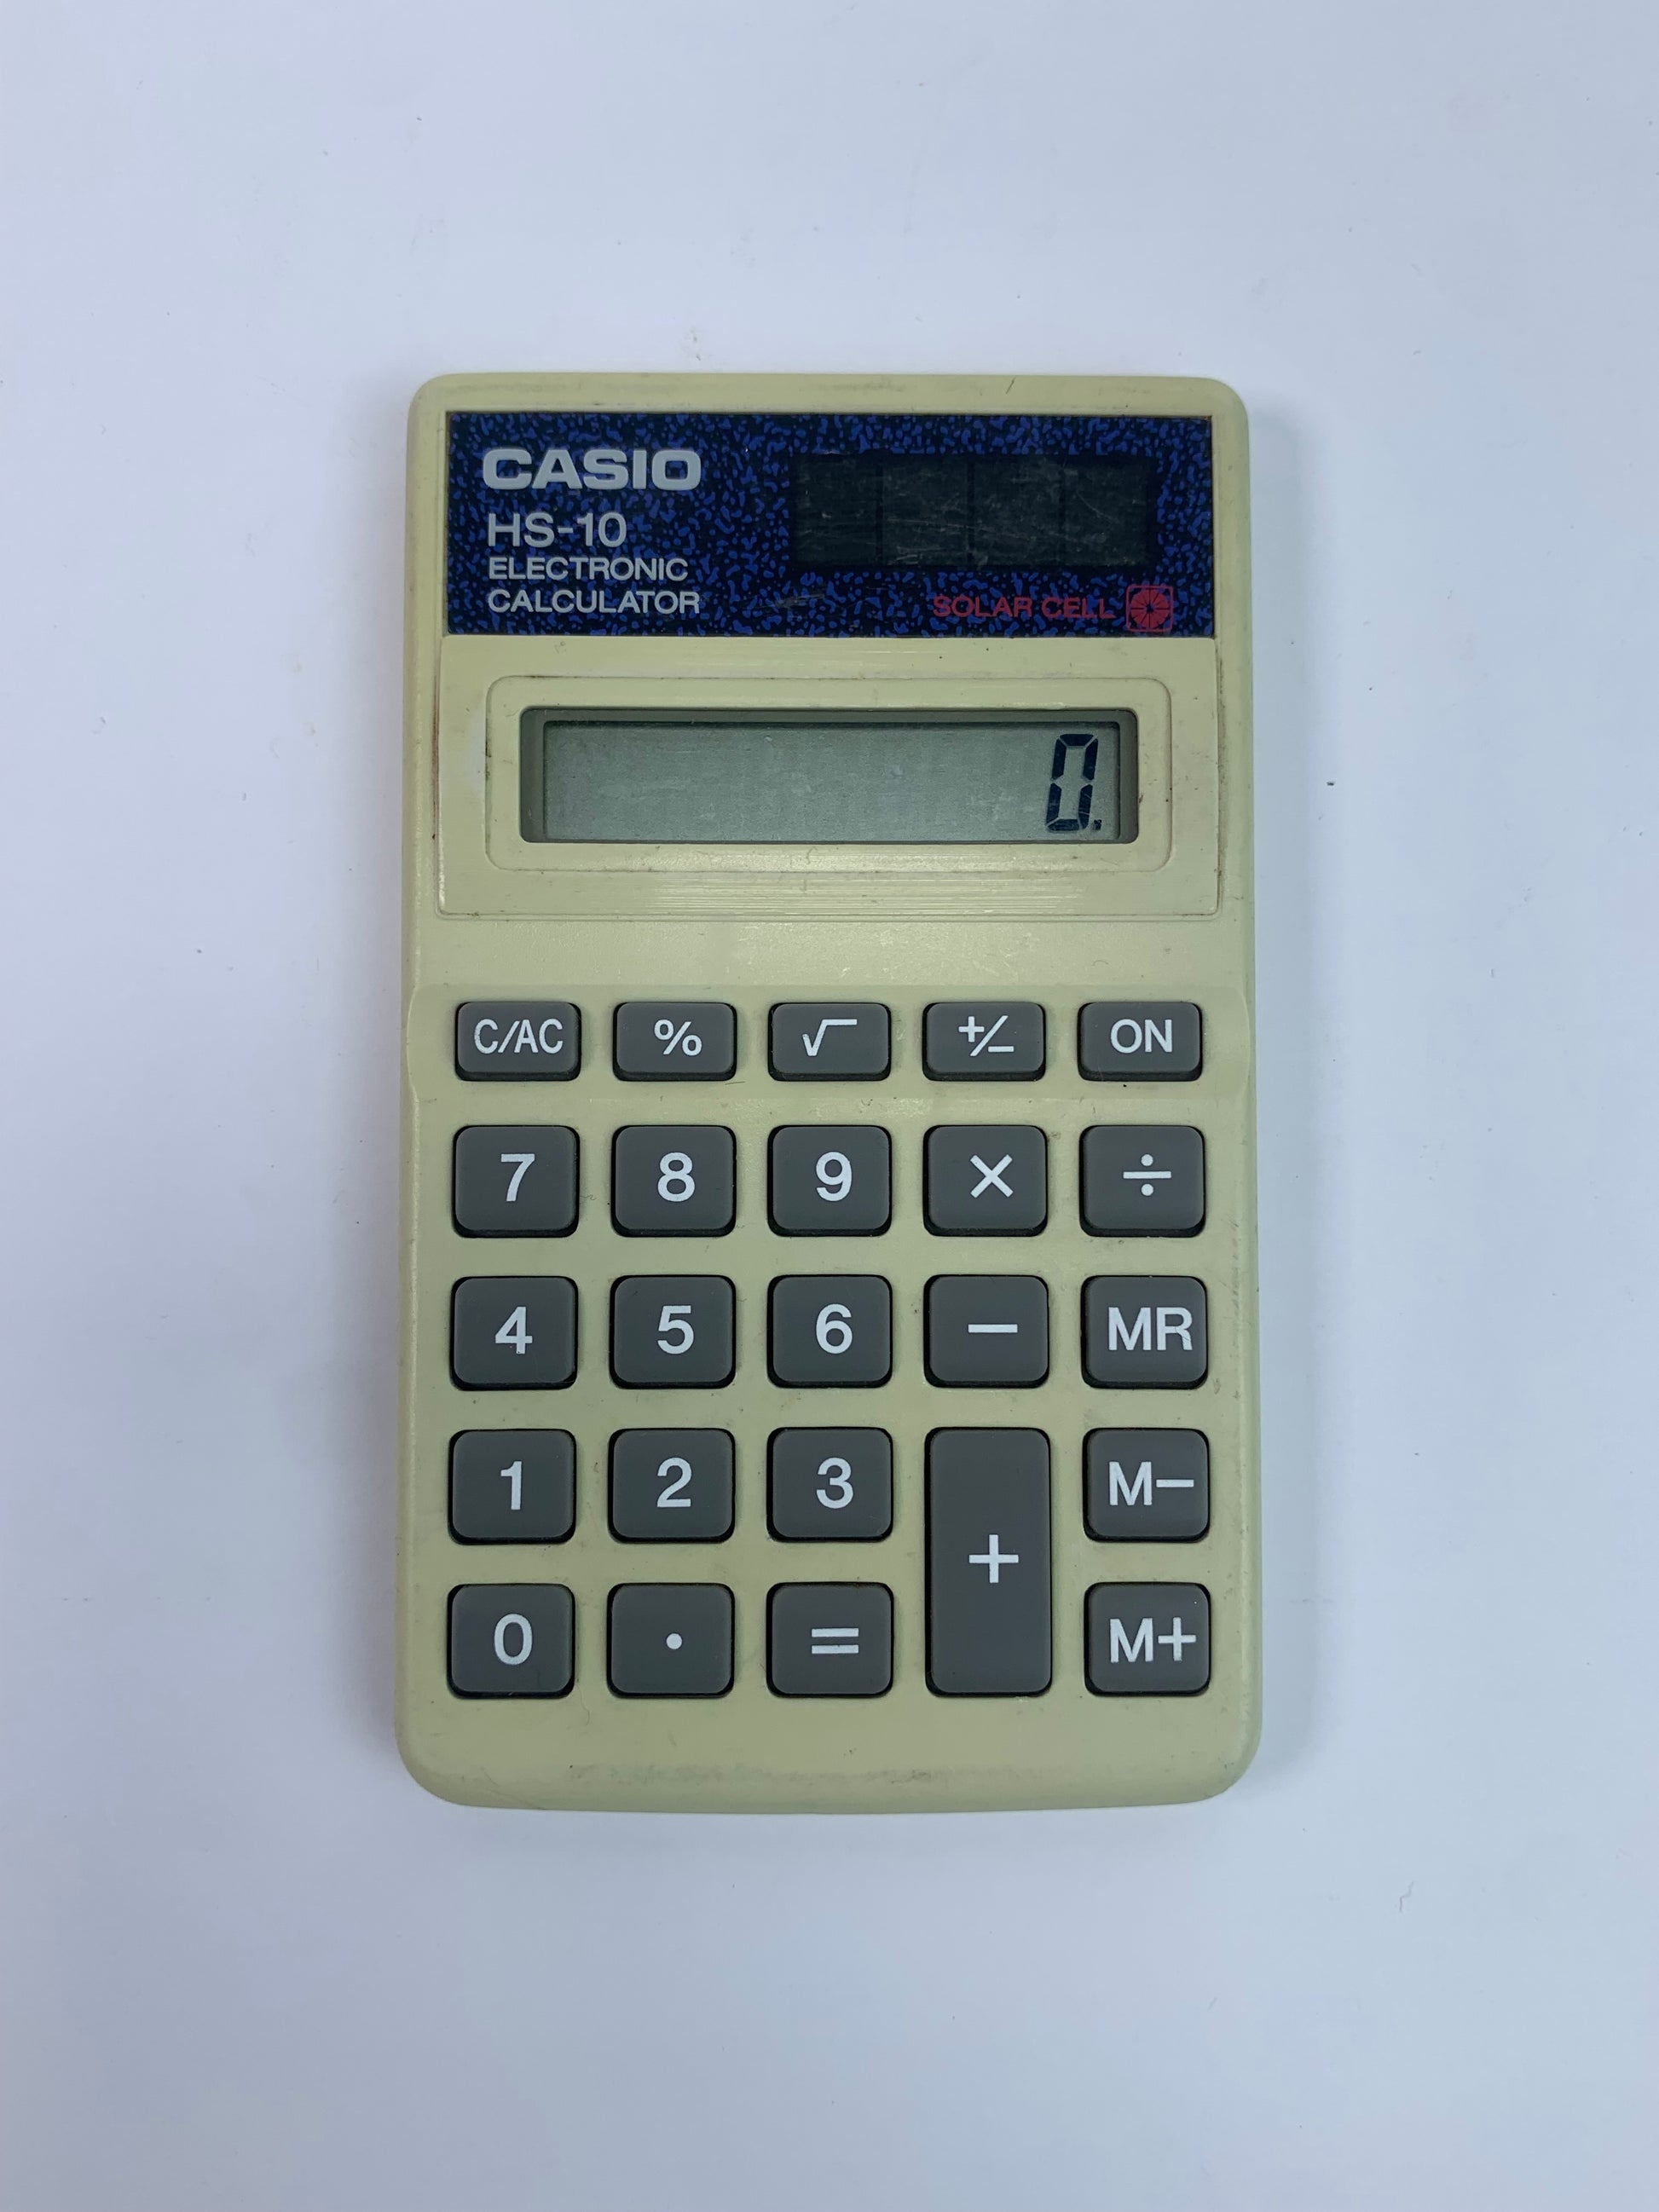 CASIO
HS-10
ELECTRONIC
CALCULATOR
SOLAR CELL
0.
C/AC % √ +/− ON
7 8 9 × ÷
4 5 6 − MR
1 2 3 M−
+
0 · = M+